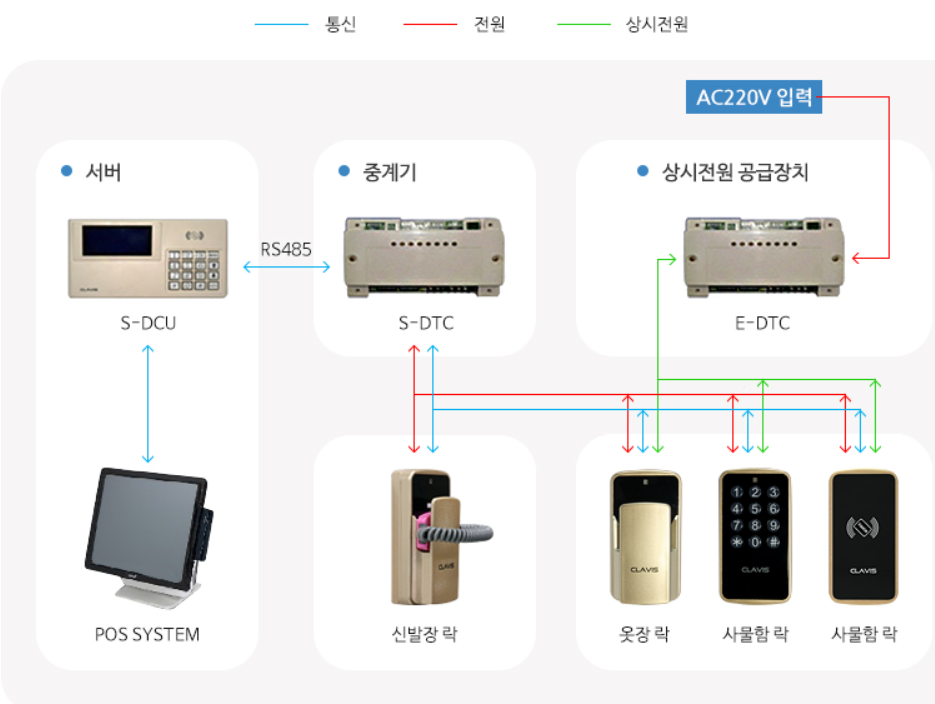 통신 전원 상시전원
AC220V 입력
서버
중계기
상시전원 공급장치
RS485
CLAVIS
S-DCU
S-DTC
E-DTC
1 2 3
4 5 6
7 8 9
* 0 #
CLAVIS
CLAVIS
CLAVIS
CLAVIS
POS SYSTEM
신발장 락
옷장 락
사물함 락
사물함 락